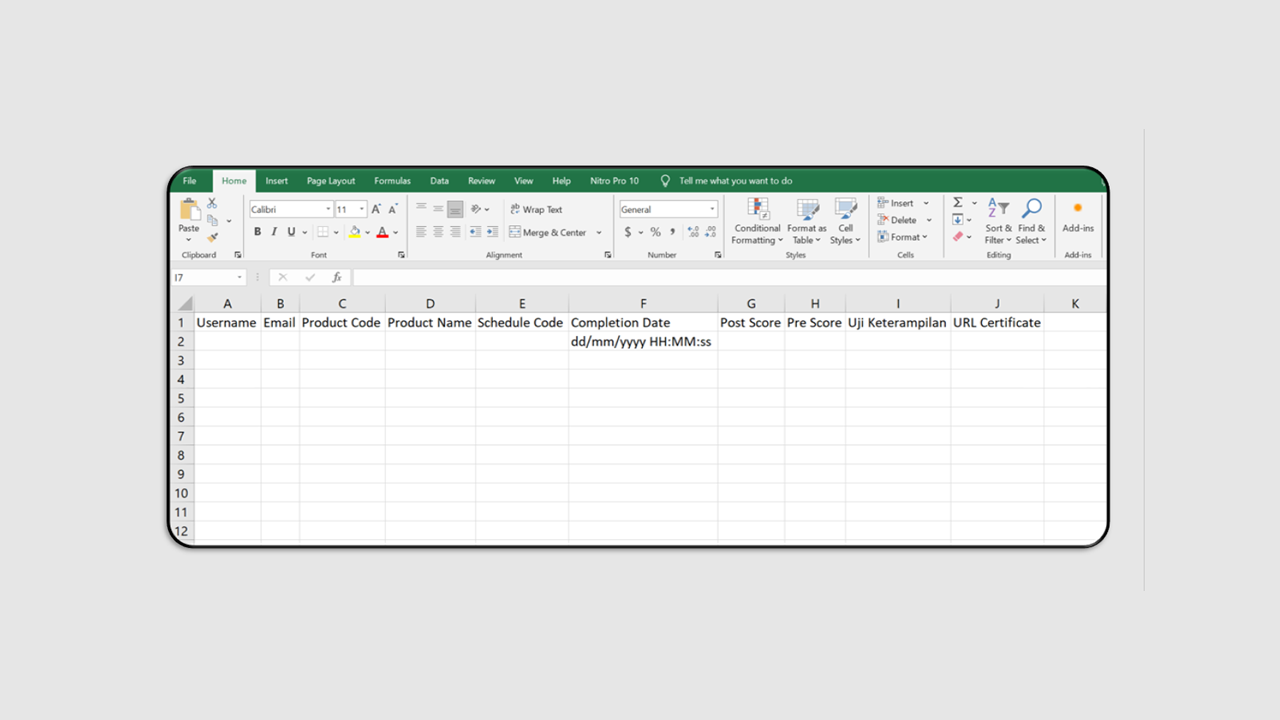 File Home Insert Page Layout Formulas Data Review View Help Nitro Pro 10 Tell me what you want to do
Calibri 11 A A Wrap Text General Insert
Paste Conditional Format as Cell Delete Sort & Find & Add-ins
B I U A Merge & Center $ % , Formatting Table Styles Format Filter Select
Clipboard Font Alignment Number Styles Cells Editing Add-ins
I7 fx
A B C D E F G H I J K
1 Username Email Product Code Product Name Schedule Code Completion Date Post Score Pre Score Uji Keterampilan URL Certificate
2 dd/mm/yyyy HH:MM:ss
3
4
5
6
7
8
9
10
11
12